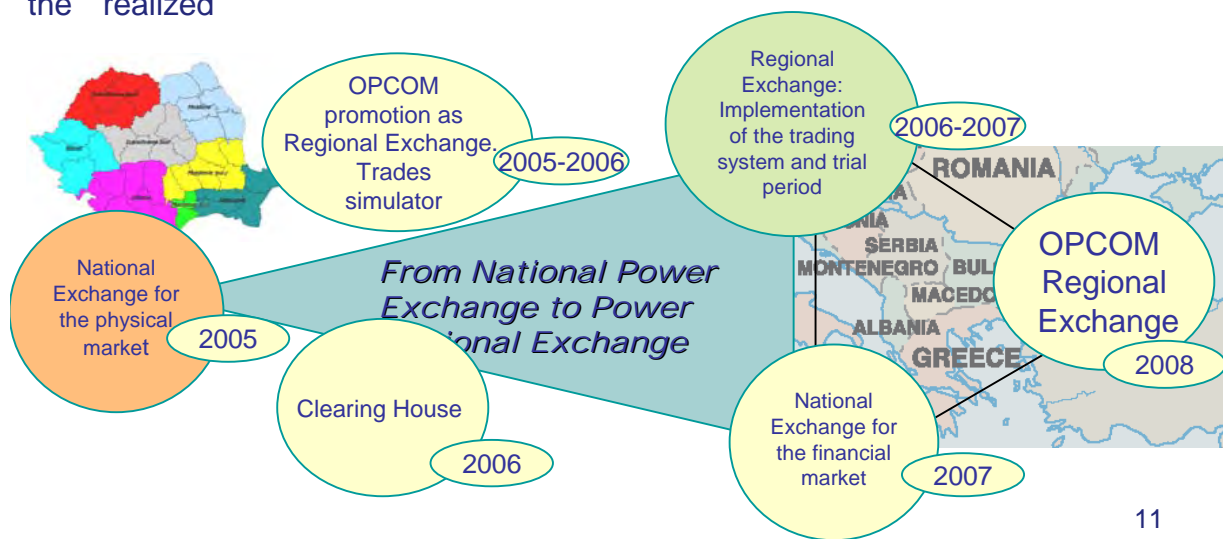 the realized
OPCOM
promotion as
Regional Exchange.
Trades
simulator
2005-2006
Regional
Exchange:
Implementation
of the trading
system and trial
period
2006-2007
National
Exchange for
the physical
market
2005
From National Power
Exchange to Power
Exchange
Clearing House
2006
National
Exchange for
the financial
market
2007
ROMANIA
SERBIA
MONTENEGRO
ALBANIA
GREECE
OPCOM
Regional
Exchange
2008
11